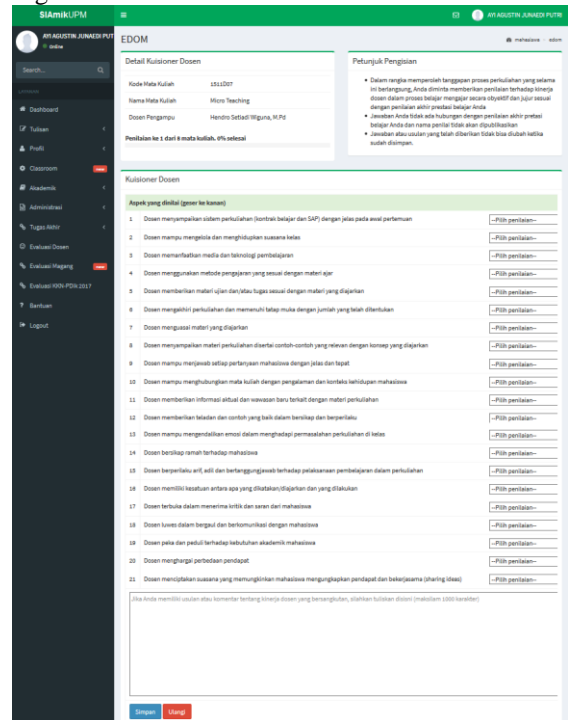 SIAmikUPM
AYI AGUSTIN JUNAEDI PUTRI
AYI AGUSTIN JUNAEDI PUT
Online
Search...
Dashboard
Tulisan
Profil
Classroom
Akademik
Administrasi
Tugas Akhir
Evaluasi Dosen
Evaluasi Magang
Evaluasi KKN-PDN 2017
Bantuan
Logout
EDOM
mahasiswa - edom
Detail Kuisioner Dosen
Kode Mata Kuliah 1511D07
Nama Mata Kuliah Micro Teaching
Dosen Pengampu Hendro Setiadi Wiguna, M.Pd
Penilaian ke 1 dari 8 mata kuliah. 0% selesai
Petunjuk Pengisian
• Dalam rangka memperoleh tanggapan proses perkuliahan yang selama
ini berlangsung, Anda diminta memberikan penilaian terhadap kinerja
dosen dalam proses belajar mengajar secara obyektif dan jujur sesuai
dengan penilaian akhir prestasi belajar Anda
• Jawaban Anda tidak ada hubungan dengan penilaian akhir pretasi
belajar Anda dan nama penilai tidak akan dipublikasikan
• Jawaban atau usulan yang telah diberikan tidak bisa diubah ketika
sudah disimpan.
Kuisioner Dosen
Aspek yang dinilai (geser ke kanan)
1 Dosen menyampaikan sistem perkuliahan (kontrak belajar dan SAP) dengan jelas pada awal pertemuan --Pilih penilaian--
2 Dosen mampu mengelola dan menghidupkan suasana kelas --Pilih penilaian--
3 Dosen memanfaatkan media dan teknologi pembelajaran --Pilih penilaian--
4 Dosen menggunakan metode pengajaran yang sesuai dengan materi ajar --Pilih penilaian--
5 Dosen memberikan materi ujian dan/atau tugas sesuai dengan materi yang diajarkan --Pilih penilaian--
6 Dosen mengakhiri perkuliahan dan memenuhi tatap muka dengan jumlah yang telah ditentukan --Pilih penilaian--
7 Dosen menguasai materi yang diajarkan --Pilih penilaian--
8 Dosen menyampaikan materi perkuliahan disertai contoh-contoh yang relevan dengan konsep yang diajarkan --Pilih penilaian--
9 Dosen mampu menjawab setiap pertanyaan mahasiswa dengan jelas dan tepat --Pilih penilaian--
10 Dosen mampu menghubungkan mata kuliah dengan pengalaman dan konteks kehidupan mahasiswa --Pilih penilaian--
11 Dosen memberikan informasi aktual dan wawasan baru terkait dengan materi perkuliahan --Pilih penilaian--
12 Dosen memberikan teladan dan contoh yang baik dalam bersikap dan berperilaku --Pilih penilaian--
13 Dosen mampu mengendalikan emosi dalam menghadapi permasalahan perkuliahan di kelas --Pilih penilaian--
14 Dosen bersikap ramah terhadap mahasiswa --Pilih penilaian--
15 Dosen berperilaku arif, adil dan bertanggungjawab terhadap pelaksanaan pembelajaran dalam perkuliahan --Pilih penilaian--
16 Dosen memiliki kesatuan antara apa yang dikatakan/diajarkan dan yang dilakukan --Pilih penilaian--
17 Dosen terbuka dalam menerima kritik dan saran dari mahasiswa --Pilih penilaian--
18 Dosen luwes dalam bergaul dan berkomunikasi dengan mahasiswa --Pilih penilaian--
19 Dosen peka dan peduli terhadap kebutuhan akademik mahasiswa --Pilih penilaian--
20 Dosen menghargai perbedaan pendapat --Pilih penilaian--
21 Dosen menciptakan suasana yang memungkinkan mahasiswa mengungkapkan pendapat dan bekerjasama (sharing ideas) --Pilih penilaian--
Jika Anda memiliki usulan atau komentar tentang kinerja dosen yang bersangkutan, silahkan tuliskan disini (maksilam 1000 karakter)
Simpan Ulangi